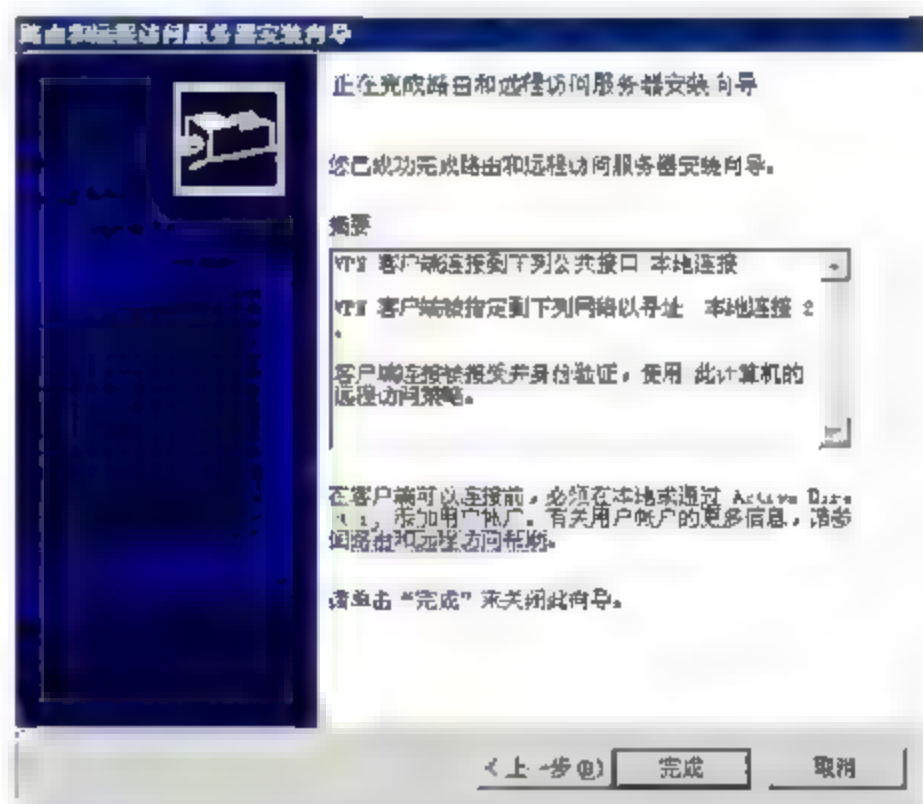 路由和远程访问服务器安装向导
正在完成路由和远程访问服务器安装向导
您已成功完成路由和远程访问服务器安装向导。
摘要
VPN 客户端连接到下列公共接口 本地连接
VPN 客户端被指定到下列网络以寻址 本地连接 2
。
客户端连接被接受并身份验证，使用 此计算机的
远程访问策略。
在客户端可以连接前，必须在本地或通过 Active Dire
添加用户帐户。有关用户帐户的更多信息，请参
阅路由和远程访问帮助。
请单击“完成”来关闭此向导。
<上一步(B) 完成 取消